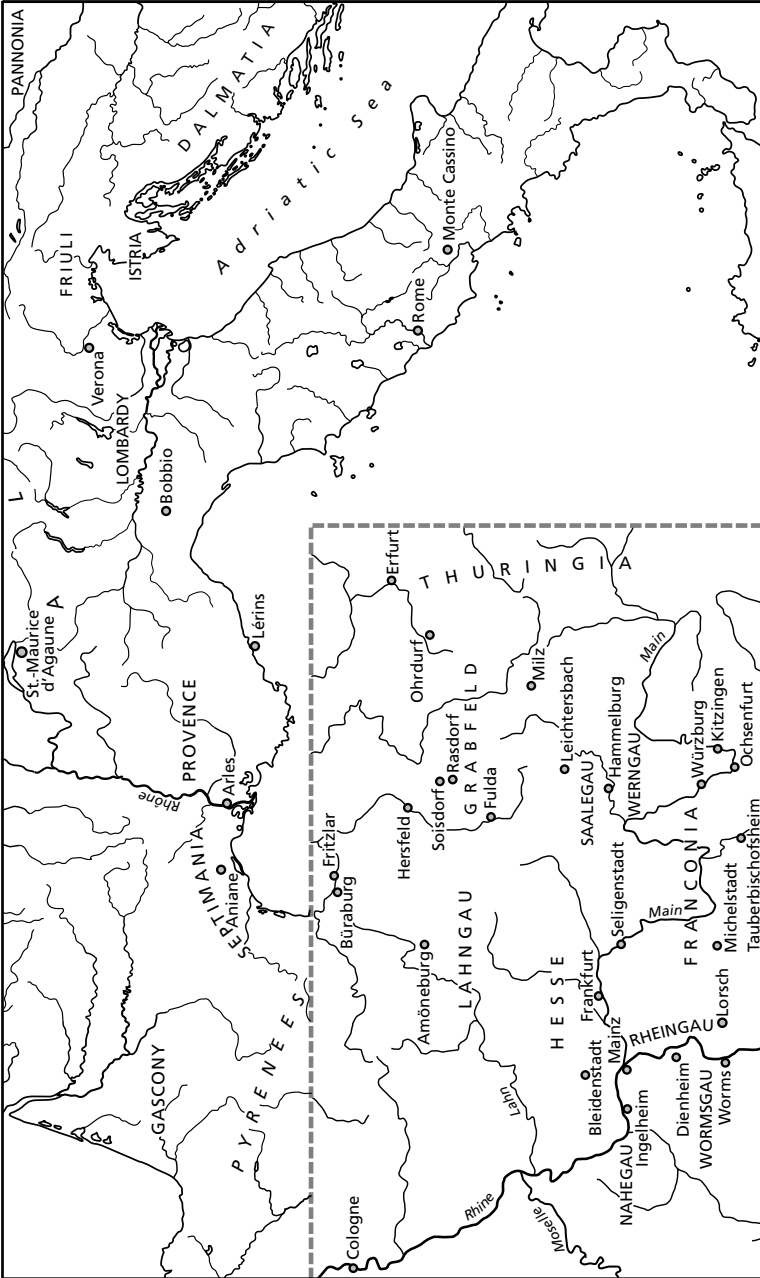 PANNONIA
DALMATIA
Adriatic Sea
FRIULI
ISTRIA
Verona
LOMBARDY
Bobbio
Monte Cassino
Rome
L
A
St.-Maurice
d'Agaune
Lérins
PROVENCE
Rhône
Arles
SEPTIMANIA
Aniane
GASCONY
PYRENEES
Erfurt
THURINGIA
Ohrdurf
Milz
Main
GRABFELD
Rasdorf
Soisdorf
Hersfeld
Fulda
Leichtersbach
SAALEGAU
Hammelburg
WERNGAU
Würzburg
Kitzingen
Ochsenfurt
Fritzlar
Büraburg
Amöneburg
LAHNGAU
HESSE
Seligenstadt
Main
FRANCONIA
Michelstadt
Tauberbischofsheim
Frankfurt
Mainz
RHEINGAU
Lorsch
Bleidenstadt
Lahn
NAHEGAU
Ingelheim
Dienheim
WORMSGAU
Worms
Cologne
Rhine
Moselle